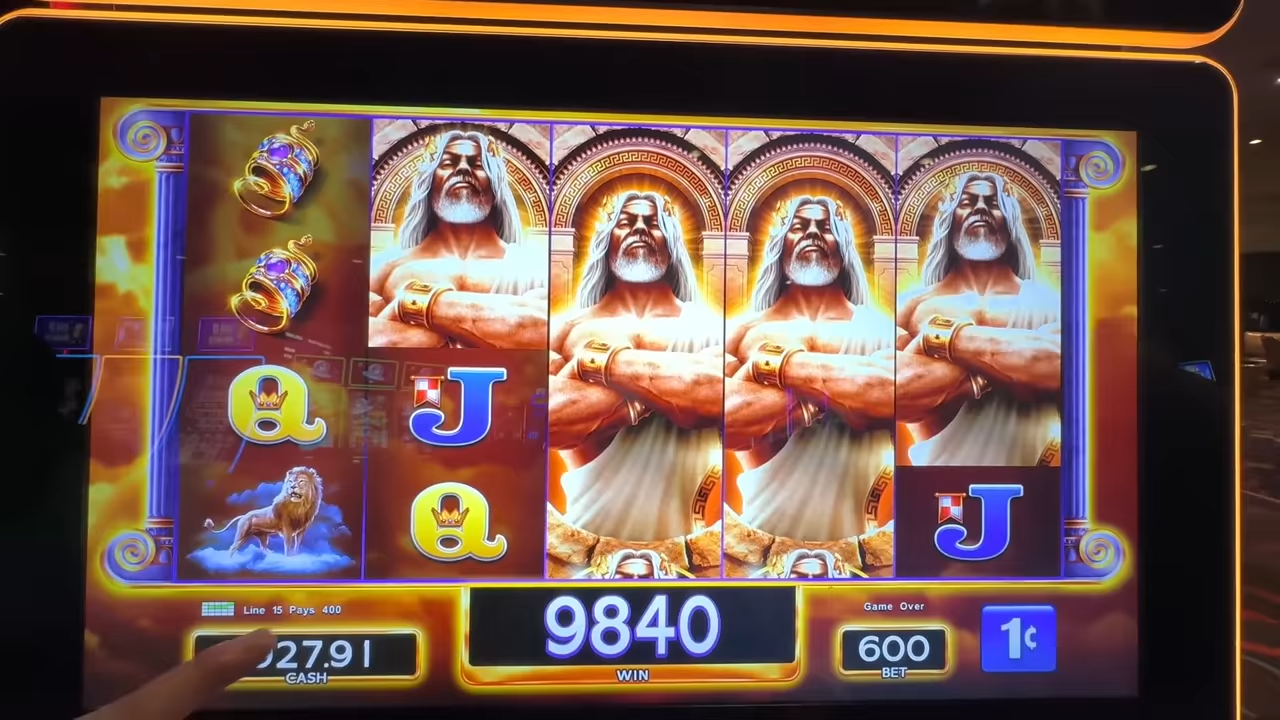 Q
J
Q
J
Line 15 Pays 400
27.91
CASH
9840
WIN
Game Over
600
BET
1¢